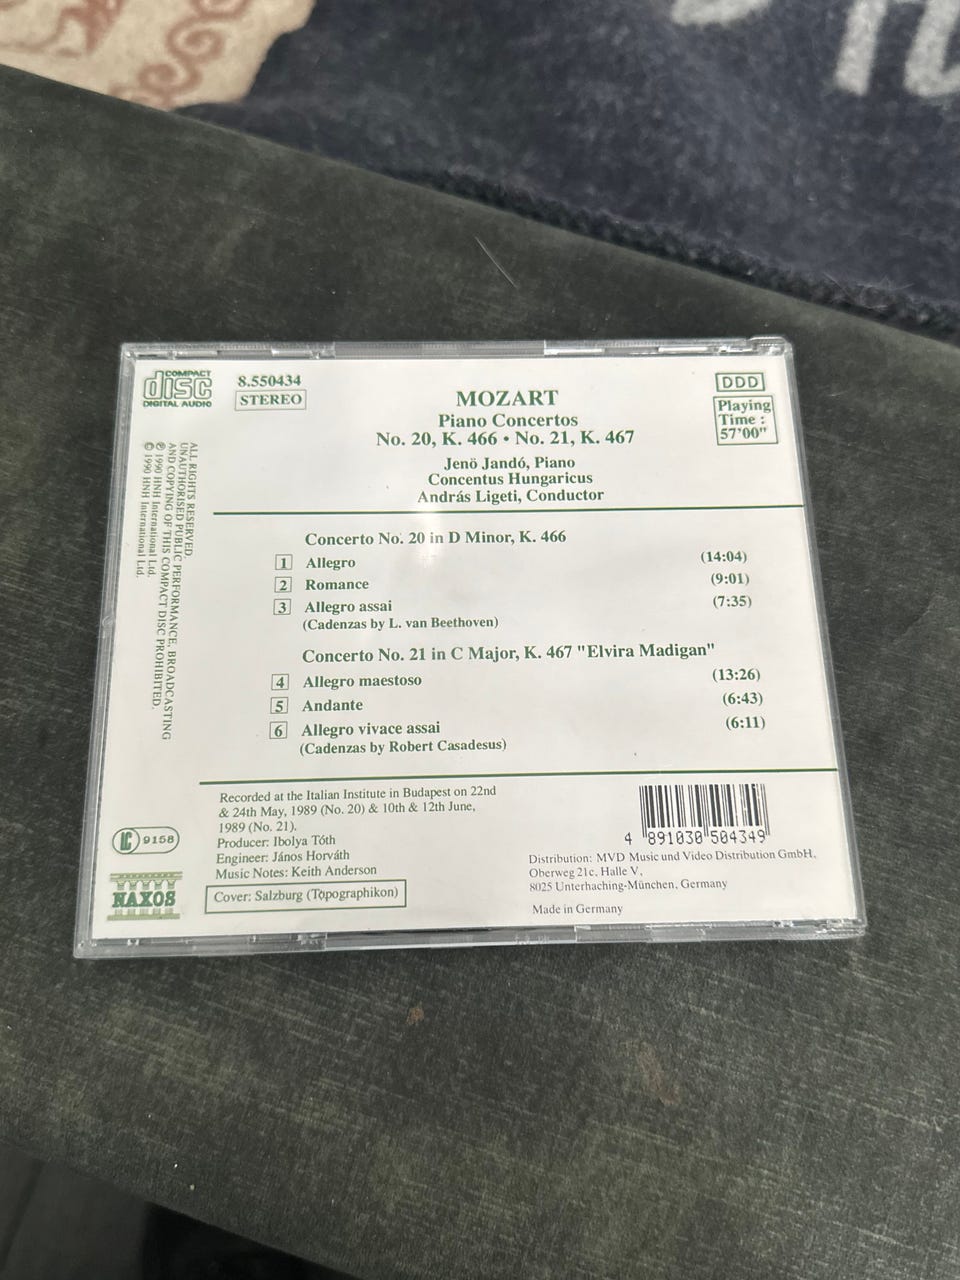 COMPACT
disc
DIGITAL AUDIO
8.550434
STEREO
MOZART
Piano Concertos
No. 20, K. 466 • No. 21, K. 467
Jenö Jandó, Piano
Concentus Hungaricus
András Ligeti, Conductor
DDD
Playing
Time :
57'00"
ALL RIGHTS RESERVED.
UNAUTHORISED PUBLIC PERFORMANCE, BROADCASTING
AND COPYING OF THIS COMPACT DISC PROHIBITED.
℗ 1990 HNH International Ltd.
© 1990 HNH International Ltd.
Concerto No. 20 in D Minor, K. 466
1 Allegro (14:04)
2 Romance (9:01)
3 Allegro assai (7:35)
(Cadenzas by L. van Beethoven)
Concerto No. 21 in C Major, K. 467 "Elvira Madigan"
4 Allegro maestoso (13:26)
5 Andante (6:43)
6 Allegro vivace assai (6:11)
(Cadenzas by Robert Casadesus)
Recorded at the Italian Institute in Budapest on 22nd
& 24th May, 1989 (No. 20) & 10th & 12th June,
1989 (No. 21).
Producer: Ibolya Tóth
Engineer: János Horváth
Music Notes: Keith Anderson
Cover: Salzburg (Topographikon)
LC 9158
NAXOS
4 891030 504349
Distribution: MVD Music und Video Distribution GmbH,
Oberweg 21c, Halle V,
8025 Unterhaching-München, Germany
Made in Germany